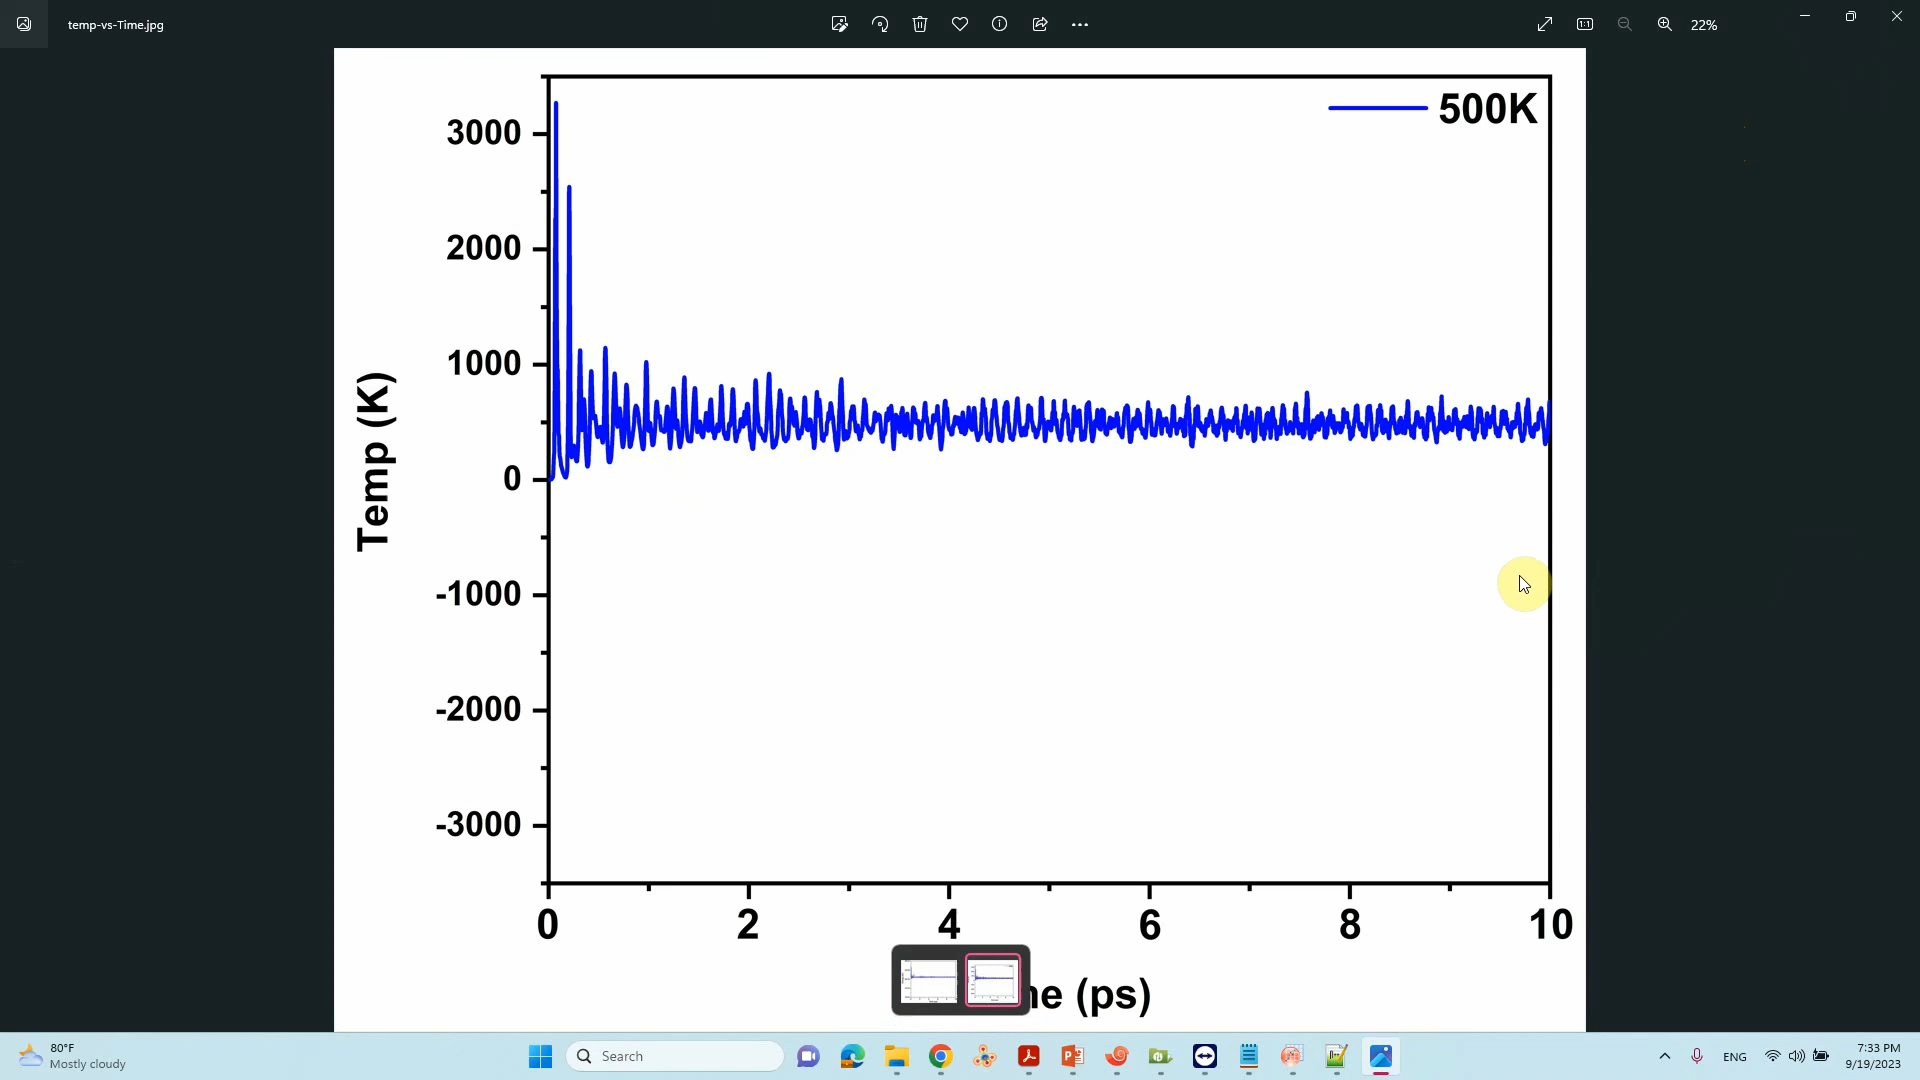 temp-vs-Time.jpg
22%
500K
3000
2000
1000
0
-1000
-2000
-3000
Temp (K)
0 2 4 6 8 10
me (ps)
80°F
Mostly cloudy
Search
ENG
7:33 PM
9/19/2023